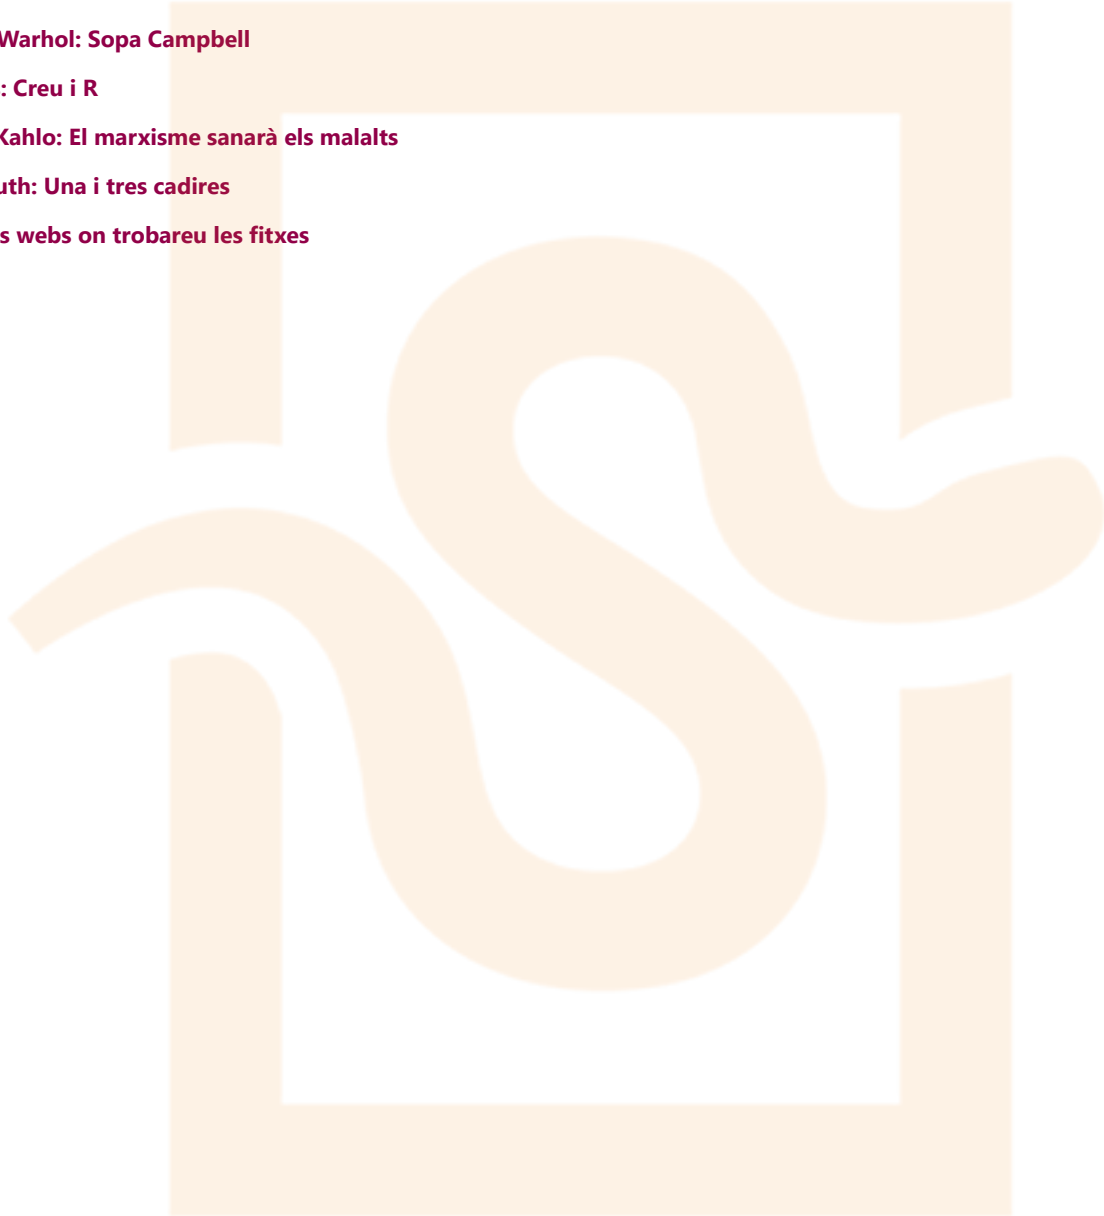 Warhol: Sopa Campbell
: Creu i R
Kahlo: El marxisme sanarà els malalts
uth: Una i tres cadires
s webs on trobareu les fitxes